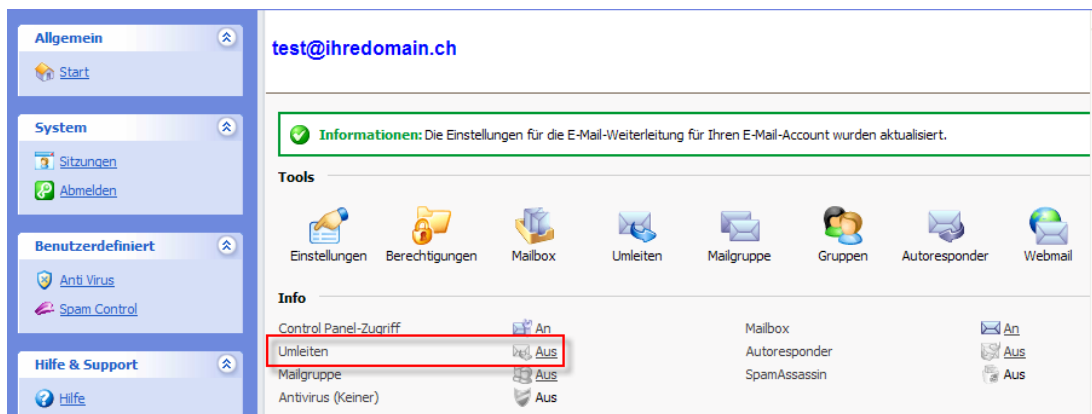 Allgemein
Start
System
Sitzungen
Abmelden
Benutzerdefiniert
Anti Virus
Spam Control
Hilfe & Support
Hilfe
test@ihredomain.ch
Informationen: Die Einstellungen für die E-Mail-Weiterleitung für Ihren E-Mail-Account wurden aktualisiert.
Tools
Einstellungen Berechtigungen Mailbox Umleiten Mailgruppe Gruppen Autoresponder Webmail
Info
Control Panel-Zugriff An Mailbox An
Umleiten Aus Autoresponder Aus
Mailgruppe Aus SpamAssassin Aus
Antivirus (Keiner) Aus